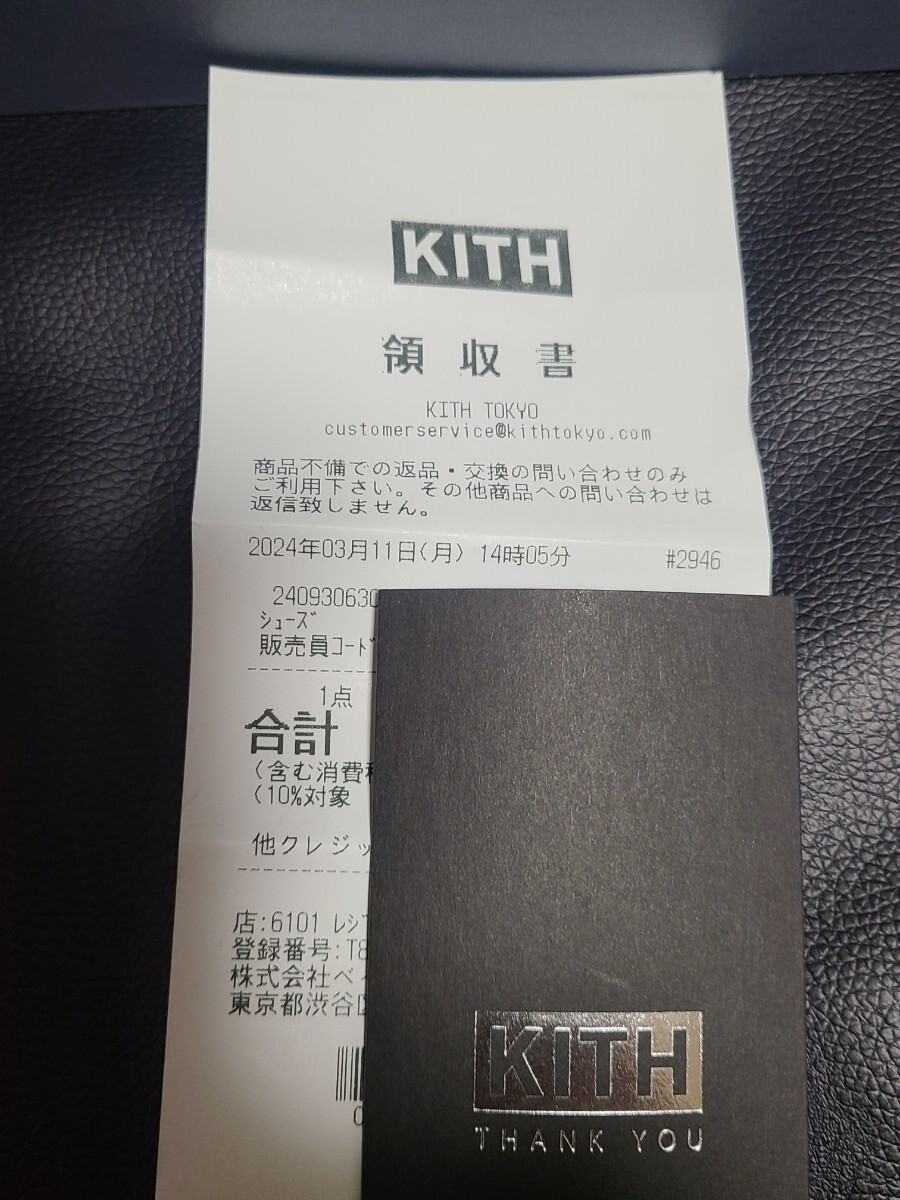 KITH
領収書
KITH TOKYO
customerservice@kithtokyo.com
商品不備での返品・交換の問い合わせのみ
ご利用下さい。その他商品への問い合わせは
返信致しません。
2024年03月11日(月) 14時05分 #2946
240930630
ｼｭｰｽﾞ
販売員ｺｰﾄﾞ
1点
合計
(含む消費税
(10%対象
他クレジッ
店:6101 ﾚｼﾞ
登録番号:T8
株式会社ベイ
東京都渋谷区
0
KITH
THANK YOU